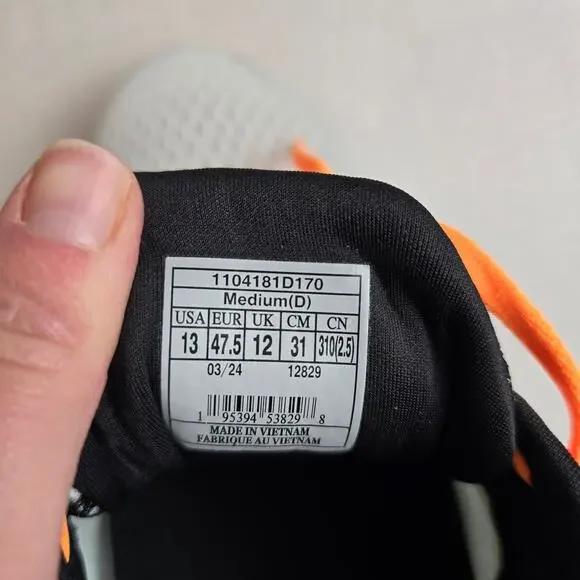 1104181D170
Medium(D)
USA EUR UK CM CN
13 47.5 12 31 310(2.5)
03/24 12829
1 95394 53829 8
MADE IN VIETNAM
FABRIQUE AU VIETNAM